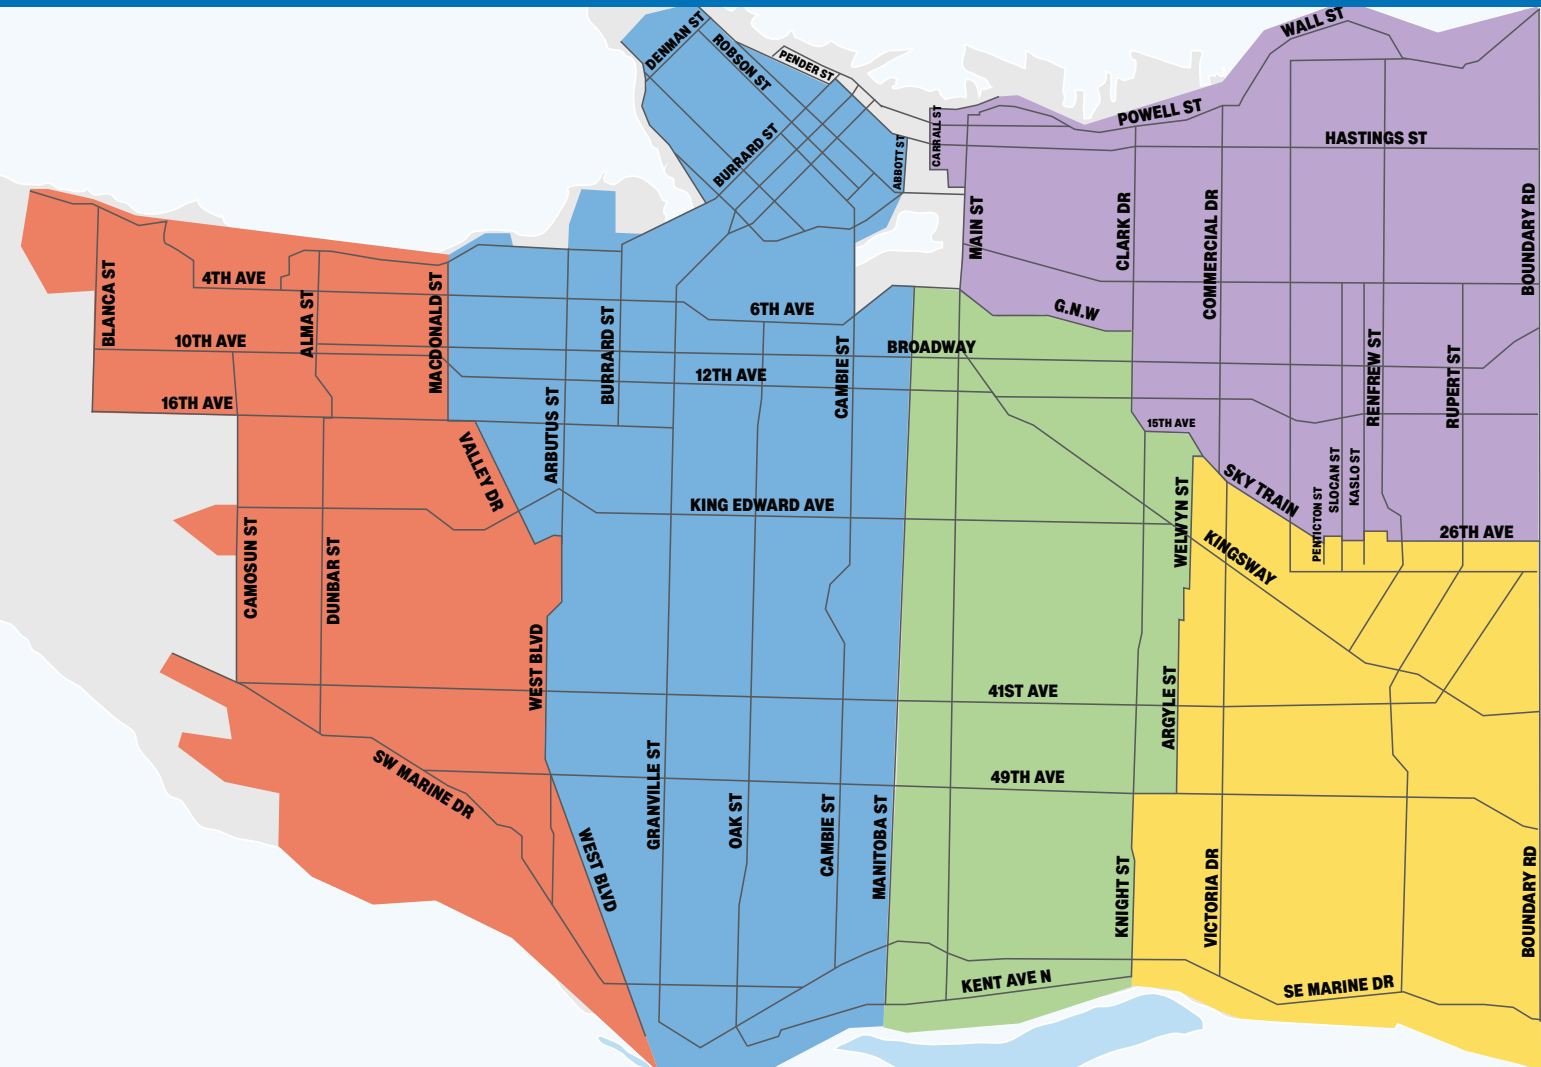 DENMAN ST
ROBSON ST
PENDER ST
WALL ST
POWELL ST
HASTINGS ST
BURRARD ST
ABBOTT ST
CARRALL ST
MAIN ST
CLARK DR
COMMERCIAL DR
BOUNDARY RD
BLANCA ST
4TH AVE
ALMA ST
MACDONALD ST
6TH AVE
G.N.W
10TH AVE
BURRARD ST
CAMBIE ST
BROADWAY
RENFREW ST
RUPERT ST
12TH AVE
16TH AVE
ARBUTUS ST
15TH AVE
VALLEY DR
SKY TRAIN
PENTICTON ST
SLOCAN ST
KASLO ST
KING EDWARD AVE
WELWYN ST
26TH AVE
CAMOSUN ST
DUNBAR ST
KINGSWAY
WEST BLVD
41ST AVE
ARGYLE ST
SW MARINE DR
GRANVILLE ST
OAK ST
CAMBIE ST
MANITOBA ST
49TH AVE
WEST BLVD
KNIGHT ST
VICTORIA DR
BOUNDARY RD
KENT AVE N
SE MARINE DR